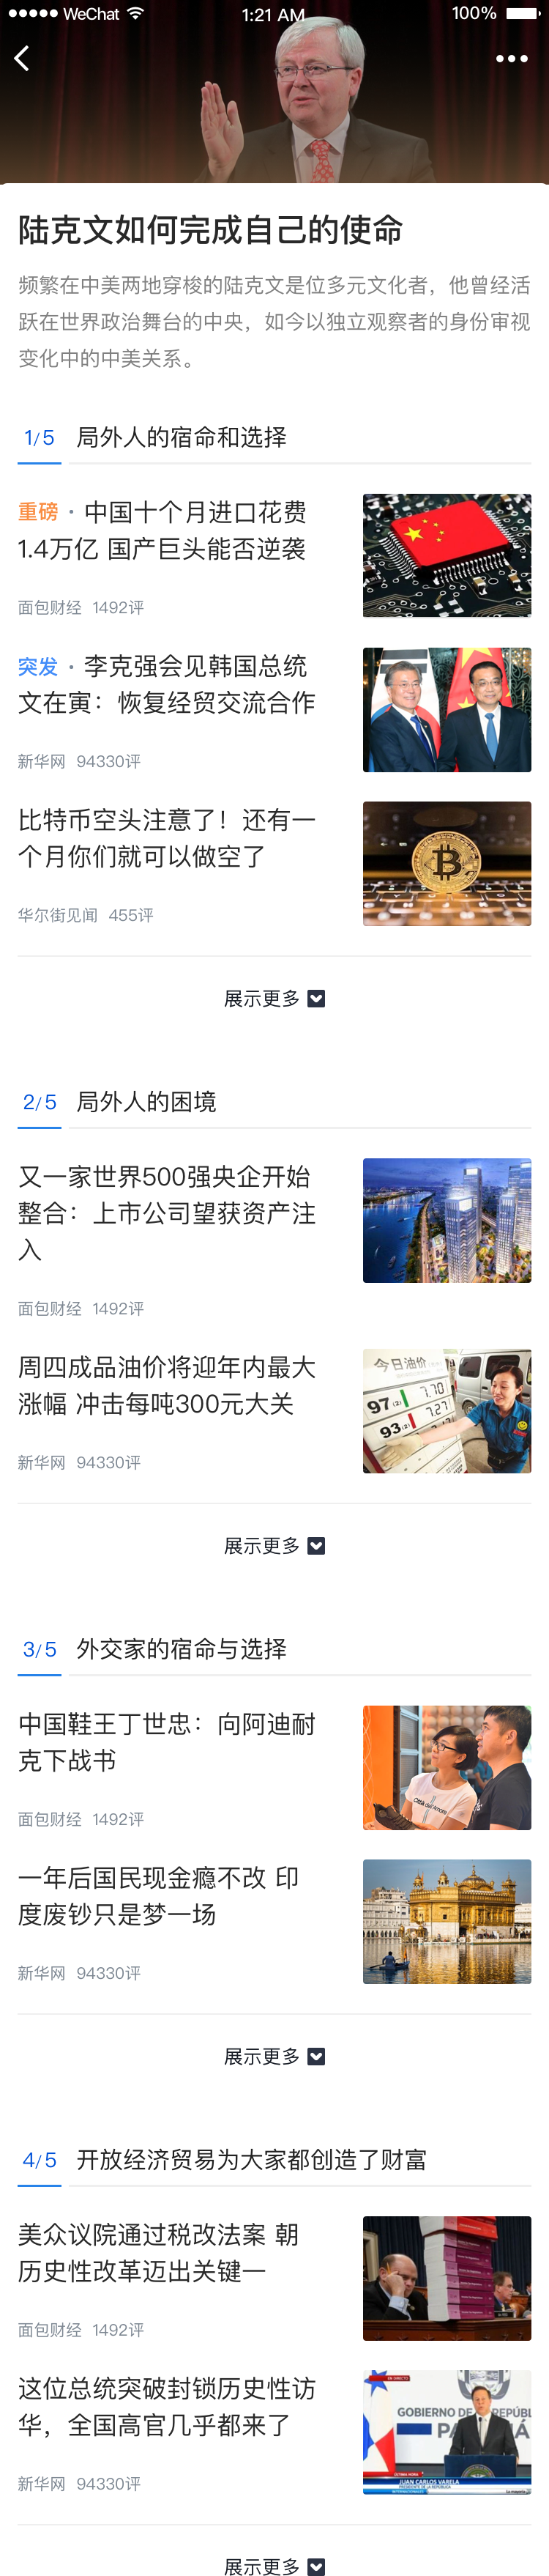 WeChat 1:21 AM 100%
陆克文如何完成自己的使命
频繁在中美两地穿梭的陆克文是位多元文化者，他曾经活
跃在世界政治舞台的中央，如今以独立观察者的身份审视
变化中的中美关系。
1/5 局外人的宿命和选择
重磅 · 中国十个月进口花费
1.4万亿 国产巨头能否逆袭
面包财经 1492评
突发 · 李克强会见韩国总统
文在寅：恢复经贸交流合作
新华网 94330评
比特币空头注意了！还有一
个月你们就可以做空了
华尔街见闻 455评
展示更多
2/5 局外人的困境
又一家世界500强央企开始
整合：上市公司望获资产注
入
面包财经 1492评
周四成品油价将迎年内最大
涨幅 冲击每吨300元大关
新华网 94330评
今日油价
97(2) 7.70
93(2) 7.27
展示更多
3/5 外交家的宿命与选择
中国鞋王丁世忠：向阿迪耐
克下战书
面包财经 1492评
一年后国民现金瘾不改 印
度废钞只是梦一场
新华网 94330评
展示更多
4/5 开放经济贸易为大家都创造了财富
美众议院通过税改法案 朝
历史性改革迈出关键一
面包财经 1492评
这位总统突破封锁历史性访
华，全国高官几乎都来了
新华网 94330评
EN DIRECTO
GOBIERNO DE
JUAN CARLOS VARELA
展示更多